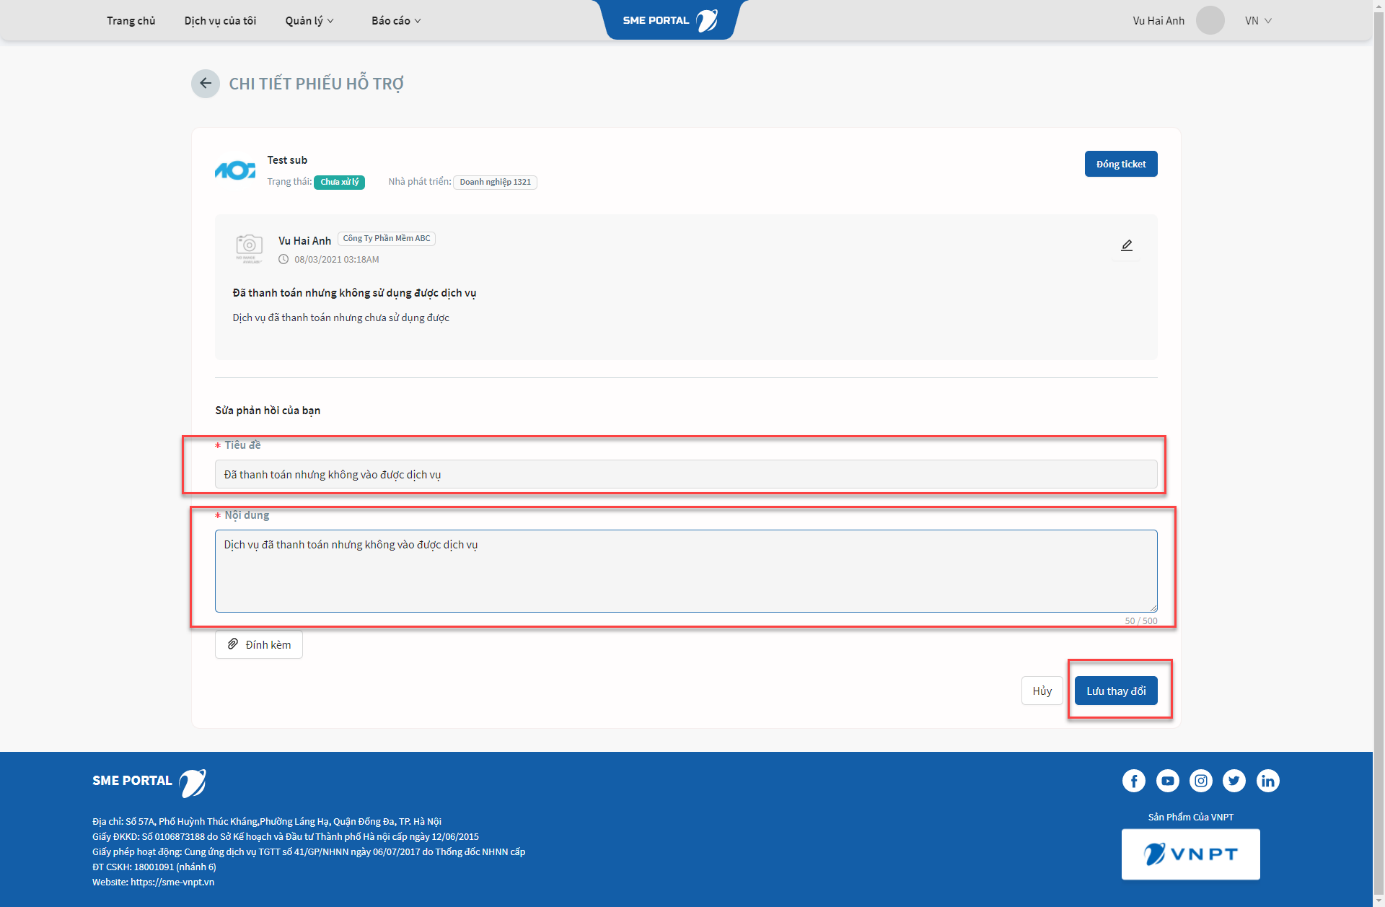 Trang chủ
Dịch vụ của tôi
Quản lý
Báo cáo
SME PORTAL
Vu Hai Anh
VN
CHI TIẾT PHIẾU HỖ TRỢ
Test sub
Trạng thái: Chưa xử lý
Nhà phát triển: Doanh nghiệp 1321
Đóng ticket
Vu Hai Anh
Công Ty Phần Mềm ABC
08/03/2021 03:18AM
Đã thanh toán nhưng không sử dụng được dịch vụ
Dịch vụ đã thanh toán nhưng chưa sử dụng được
Sửa phản hồi của bạn
* Tiêu đề
Đã thanh toán nhưng không vào được dịch vụ
* Nội dung
Dịch vụ đã thanh toán nhưng không vào được dịch vụ
50 / 500
Đính kèm
Hủy
Lưu thay đổi
SME PORTAL
Địa chỉ: Số 57A, Phố Huỳnh Thúc Kháng,Phường Láng Hạ, Quận Đống Đa, TP. Hà Nội
Giấy ĐKKD: Số 0106873188 do Sở Kế hoạch và Đầu tư Thành phố Hà nội cấp ngày 12/06/2015
Giấy phép hoạt động: Cung ứng dịch vụ TGTT số 41/GP/NHNN ngày 06/07/2017 do Thống đốc NHNN cấp
ĐT CSKH: 18001091 (nhánh 6)
Website: https://sme-vnpt.vn
Sản Phẩm Của VNPT
VNPT